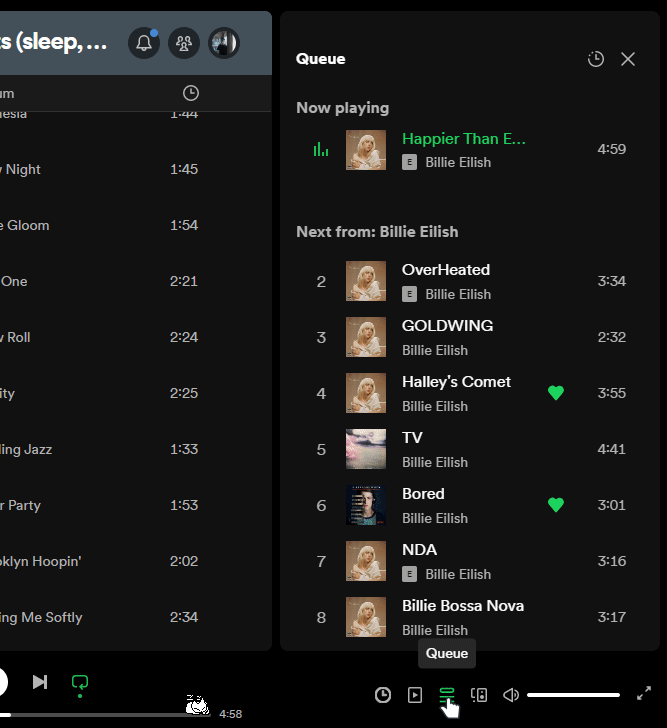 s (sleep, ...
um
nesia 1:44
w Night 1:45
e Gloom 1:54
One 2:21
w Roll 2:24
ity 2:25
ling Jazz 1:33
r Party 1:53
oklyn Hoopin' 2:02
ing Me Softly 2:34
Queue
Now playing
Happier Than E...
E Billie Eilish
4:59
Next from: Billie Eilish
2 OverHeated 3:34
E Billie Eilish
3 GOLDWING 2:32
Billie Eilish
4 Halley's Comet 3:55
Billie Eilish
5 TV 4:41
Billie Eilish
6 Bored 3:01
Billie Eilish
7 NDA 3:16
E Billie Eilish
8 Billie Bossa Nova 3:17
Billie Eilish
Queue
4:58